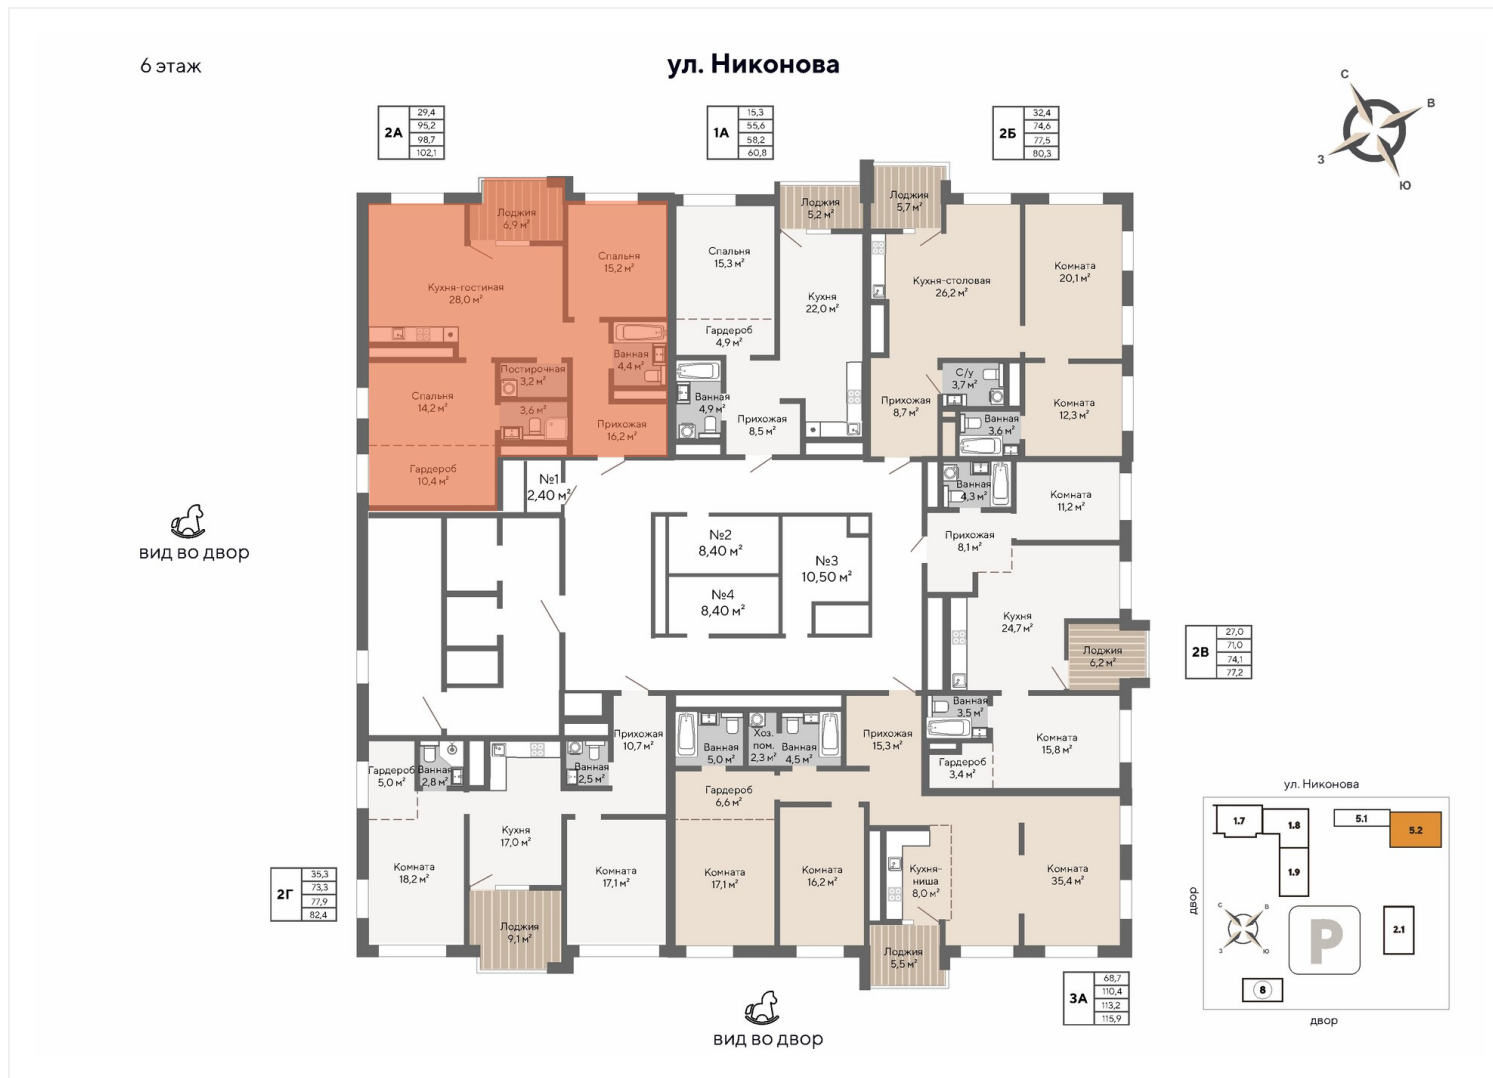 6 этаж
ул. Никонова
2А
29,4
95,2
98,7
102,1
1А
15,3
55,6
58,2
60,8
2Б
32,4
74,6
77,5
80,3
С
В
З
Ю
Лоджия
6,9 м²
Спальня
15,2 м²
Кухня-гостиная
28,0 м²
Ванная
4,4 м²
Постирочная
3,2 м²
3,6 м²
Спальня
14,2 м²
Прихожая
16,2 м²
Гардероб
10,4 м²
Спальня
15,3 м²
Лоджия
5,2 м²
Кухня
22,0 м²
Гардероб
4,9 м²
Ванная
4,9 м²
Прихожая
8,5 м²
Лоджия
5,7 м²
Кухня-столовая
26,2 м²
Комната
20,1 м²
С/у
3,7 м²
Прихожая
8,7 м²
Ванная
3,6 м²
Комната
12,3 м²
№1
2,40 м²
№2
8,40 м²
№3
10,50 м²
№4
8,40 м²
Ванная
4,3 м²
Комната
11,2 м²
Прихожая
8,1 м²
Кухня
24,7 м²
Лоджия
6,2 м²
2В
27,0
71,0
74,1
77,2
Ванная
3.5 м²
Комната
15,8 м²
Гардероб
3,4 м²
вид во двор
Прихожая
10,7 м²
Гардероб
5,0 м²
Ванная
2,8 м²
Ванная
2,5 м²
Кухня
17,0 м²
Комната
18,2 м²
Комната
17,1 м²
Лоджия
9,1 м²
2Г
35,3
73,3
77,9
82,4
Ванная
5,0 м²
Хоз.
пом.
2,3 м²
Ванная
4,5 м²
Прихожая
15,3 м²
Гардероб
6,6 м²
Комната
17,1 м²
Комната
16,2 м²
Кухня-
ниша
8,0 м²
Комната
35,4 м²
Лоджия
5,5 м²
3А
68,7
110,4
113,2
115,9
вид во двор
ул. Никонова
1.7
1.8
1.9
5.1
5.2
2.1
8
P
С
В
З
Ю
двор
двор